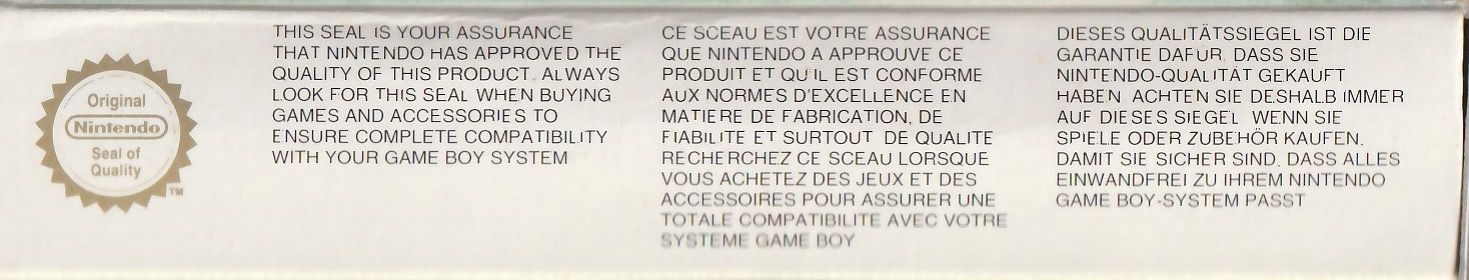 Original
Nintendo
Seal of
Quality
TM
THIS SEAL IS YOUR ASSURANCE
THAT NINTENDO HAS APPROVED THE
QUALITY OF THIS PRODUCT. ALWAYS
LOOK FOR THIS SEAL WHEN BUYING
GAMES AND ACCESSORIES TO
ENSURE COMPLETE COMPATIBILITY
WITH YOUR GAME BOY SYSTEM
CE SCEAU EST VOTRE ASSURANCE
QUE NINTENDO A APPROUVE CE
PRODUIT ET QU'IL EST CONFORME
AUX NORMES D'EXCELLENCE EN
MATIERE DE FABRICATION, DE
FIABILITE ET SURTOUT DE QUALITE
RECHERCHEZ CE SCEAU LORSQUE
VOUS ACHETEZ DES JEUX ET DES
ACCESSOIRES POUR ASSURER UNE
TOTALE COMPATIBILITE AVEC VOTRE
SYSTEME GAME BOY
DIESES QUALITÄTSSIEGEL IST DIE
GARANTIE DAFÜR, DASS SIE
NINTENDO-QUALITÄT GEKAUFT
HABEN ACHTEN SIE DESHALB IMMER
AUF DIESES SIEGEL WENN SIE
SPIELE ODER ZUBEHÖR KAUFEN,
DAMIT SIE SICHER SIND, DASS ALLES
EINWANDFREI ZU IHREM NINTENDO
GAME BOY-SYSTEM PASST